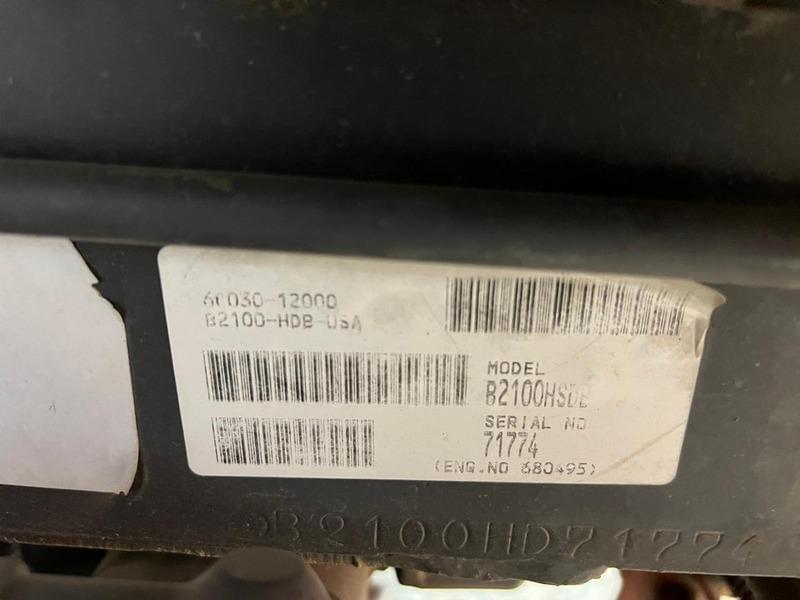 6C030-12000
B2100-HDB-USA
MODEL
B2100HSDB
SERIAL NO
71774
(ENG.NO 680495)
B2100HD71774